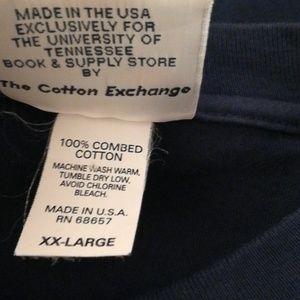 MADE IN THE USA
EXCLUSIVELY FOR
THE UNIVERSITY OF
TENNESSEE
BOOK & SUPPLY STORE
BY
The Cotton Exchange
100% COMBED
COTTON
MACHINE WASH WARM,
TUMBLE DRY LOW,
AVOID CHLORINE
BLEACH.
MADE IN U.S.A.
RN 68657
XX-LARGE